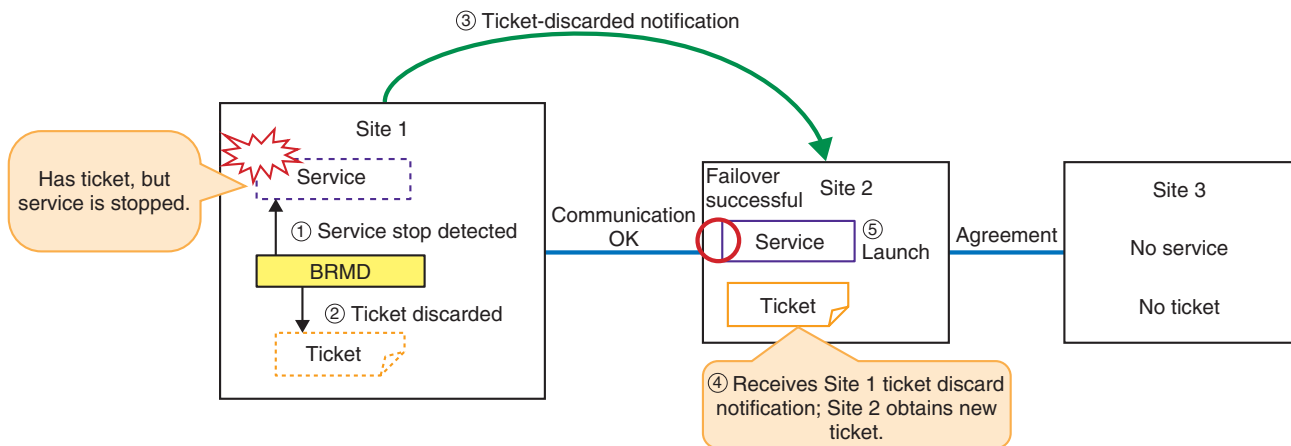 ③ Ticket-discarded notification
Site 1
Has ticket, but
service is stopped.
Service
① Service stop detected
BRMD
② Ticket discarded
Ticket
Communication
OK
Failover
successful
Site 2
Service
⑤
Launch
Ticket
④ Receives Site 1 ticket discard
notification; Site 2 obtains new
ticket.
Agreement
Site 3
No service
No ticket